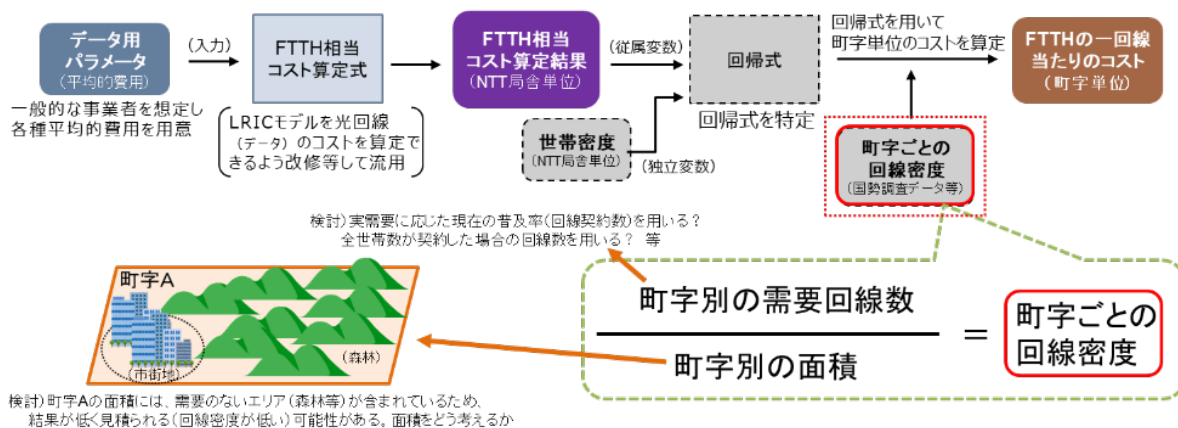 データ用
パラメータ
(平均的費用)
(入力)
FTTH相当
コスト算定式
FTTH相当
コスト算定結果
(NTT局舎単位)
(従属変数)
回帰式
回帰式を用いて
町字単位のコストを算定
FTTHの一回線
当たりのコスト
(町字単位)
一般的な事業者を想定し
各種平均的費用を用意
LRICモデルを光回線
(データ)のコストを算定で
きるよう改修等して流用
世帯密度
(NTT局舎単位)
(独立変数)
回帰式を特定
町字ごとの
回線密度
(国勢調査データ等)
検討)実需要に応じた現在の普及率(回線契約数)を用いる?
全世帯数が契約した場合の回線数を用いる? 等
町字A
(市街地)
(森林)
町字別の需要回線数
町字別の面積
=
町字ごとの
回線密度
検討)町字Aの面積には、需要のないエリア(森林等)が含まれているため、
結果が低く見積られる(回線密度が低い)可能性がある。面積をどう考えるか